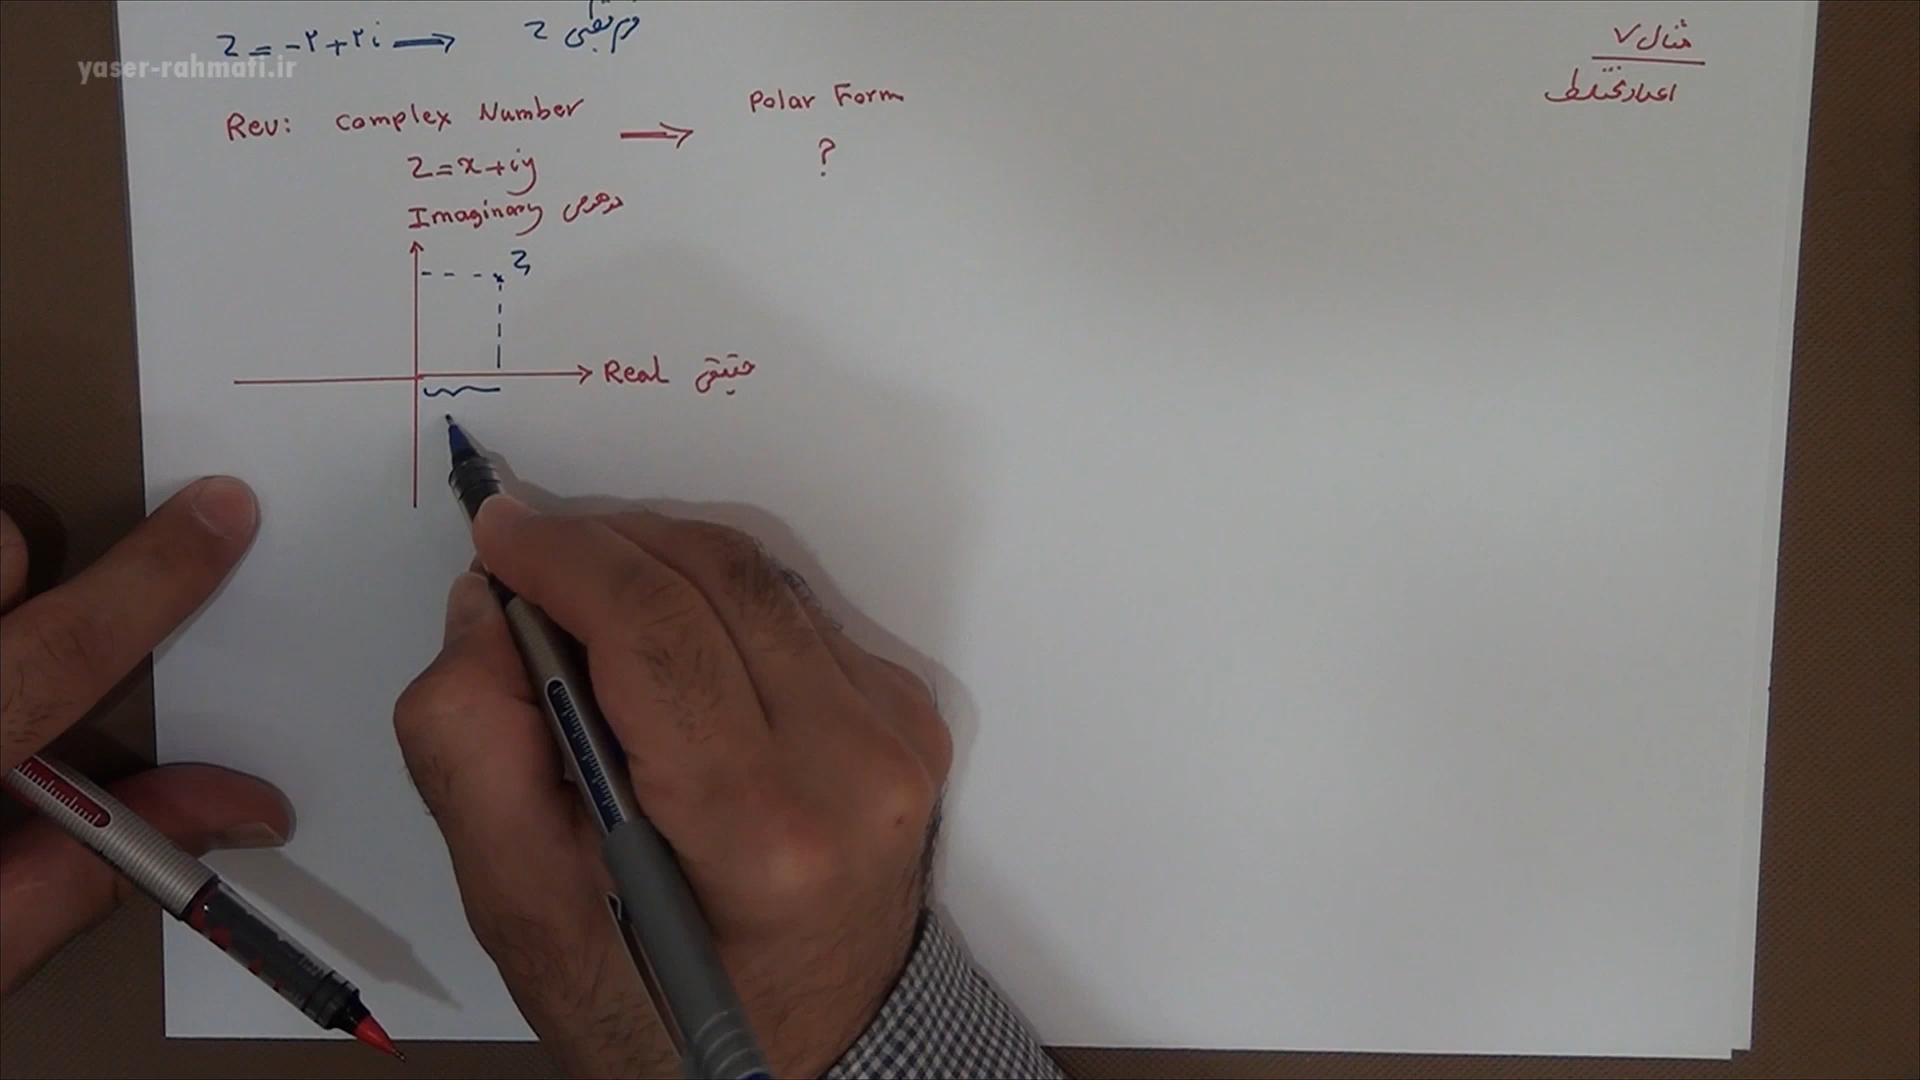 مثال ۷
اعداد مختلط
z = -۲+۲i → فرم قطبی z
yaser-rahmati.ir
Rev: Complex Number ⇒ Polar Form
z = x+iy ?
Imaginary موهومی
z
Real حقیقی